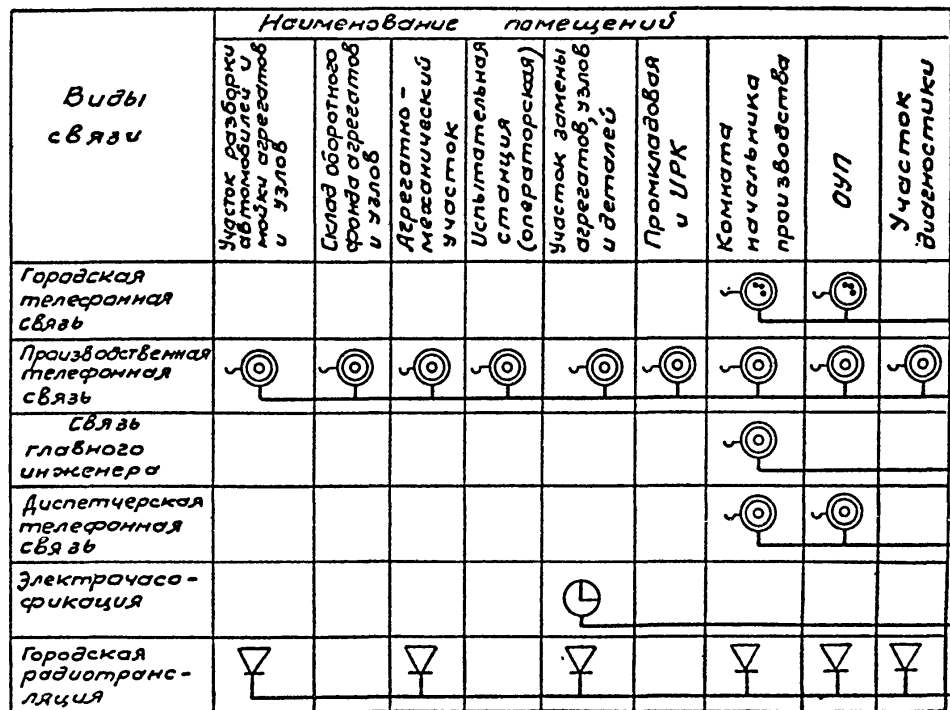 Наименование помещений
Виды
связи
Участок разборки
автомобилей и
мойки агрегатов
и узлов
Склад оборотного
фонда агрегатов
и узлов
Агрегатно-
механический
участок
Испытательная
станция
(операторская)
Участок замены
агрегатов, узлов
и деталей
Промкладовая
и ИРК
Комната
начальника
производства
ОУП
Участок
диагностик
Городская
телефонная
связь
Производственная
телефонная
связь
Связь
главного
инженера
Диспетчерская
телефонная
связь
Электрочасо-
фикация
Городская
радиотранс-
ляция